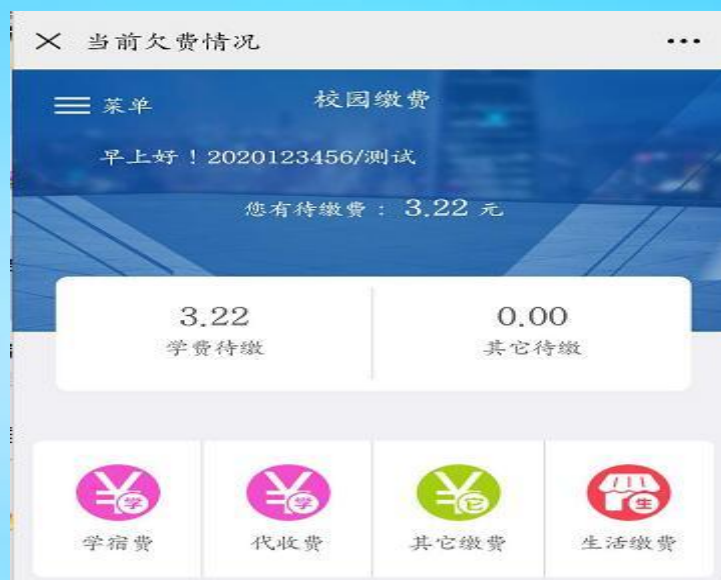 当前欠费情况
菜单 校园缴费
早上好！2020123456/测试
您有待缴费：3.22 元
3.22 0.00
学费待缴 其它待缴
学 学 它 生
学宿费 代收费 其它缴费 生活缴费